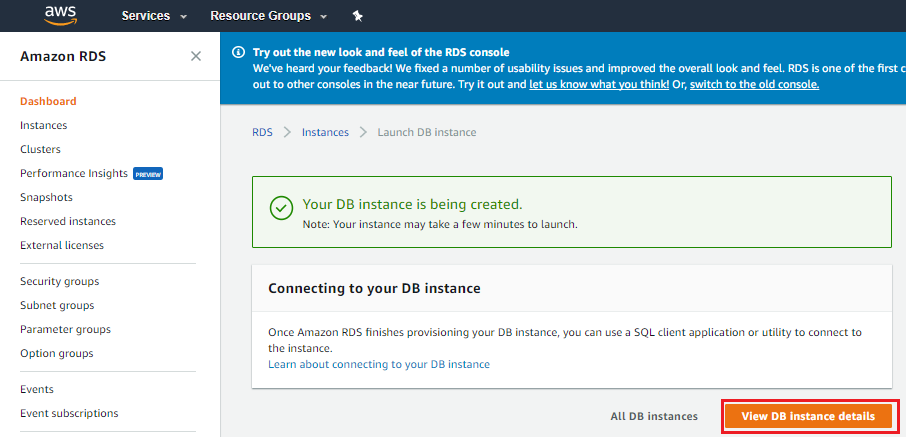 aws
Services
Resource Groups
Amazon RDS
Dashboard
Instances
Clusters
Performance Insights PREVIEW
Snapshots
Reserved instances
External licenses
Security groups
Subnet groups
Parameter groups
Option groups
Events
Event subscriptions
Try out the new look and feel of the RDS console
We've heard your feedback! We fixed a number of usability issues and improved the overall look and feel. RDS is one of the first c
out to other consoles in the near future. Try it out and let us know what you think! Or, switch to the old console.
RDS > Instances > Launch DB instance
Your DB instance is being created.
Note: Your instance may take a few minutes to launch.
Connecting to your DB instance
Once Amazon RDS finishes provisioning your DB instance, you can use a SQL client application or utility to connect to
the instance.
Learn about connecting to your DB instance
All DB instances
View DB instance details